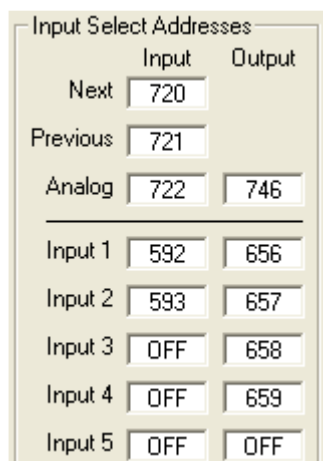 Input Select Addresses
Input Output
Next 720
Previous 721
Analog 722 746
Input 1 592 656
Input 2 593 657
Input 3 OFF 658
Input 4 OFF 659
Input 5 OFF OFF